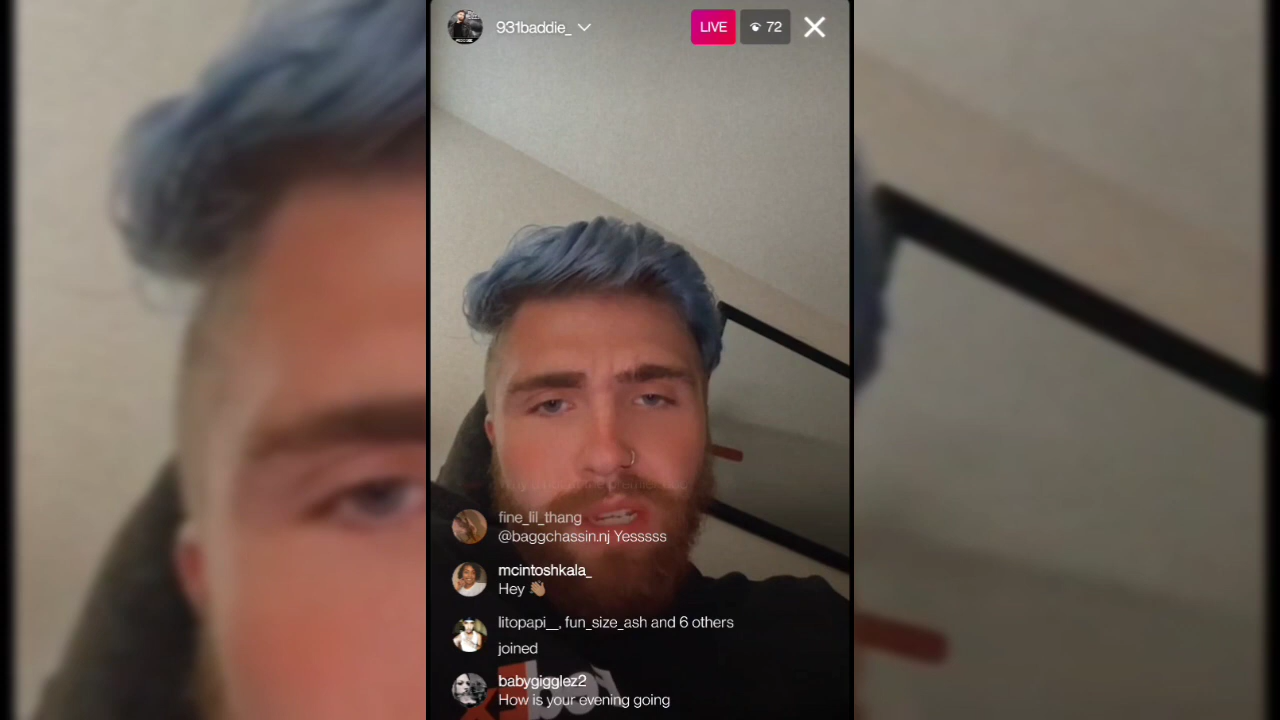 931baddie_
LIVE
72
fine_lil_thang
@baggchassin.nj Yesssss
mcintoshkala_
Hey 👋🏽
litopapi__, fun_size_ash and 6 others
joined
babygigglez2
How is your evening going